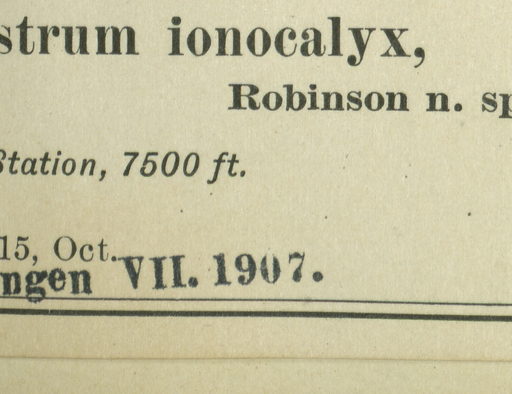 strum ionocalyx,
Robinson n. sp
Station, 7500 ft.
15, Oct.
ngen VII. 1907.